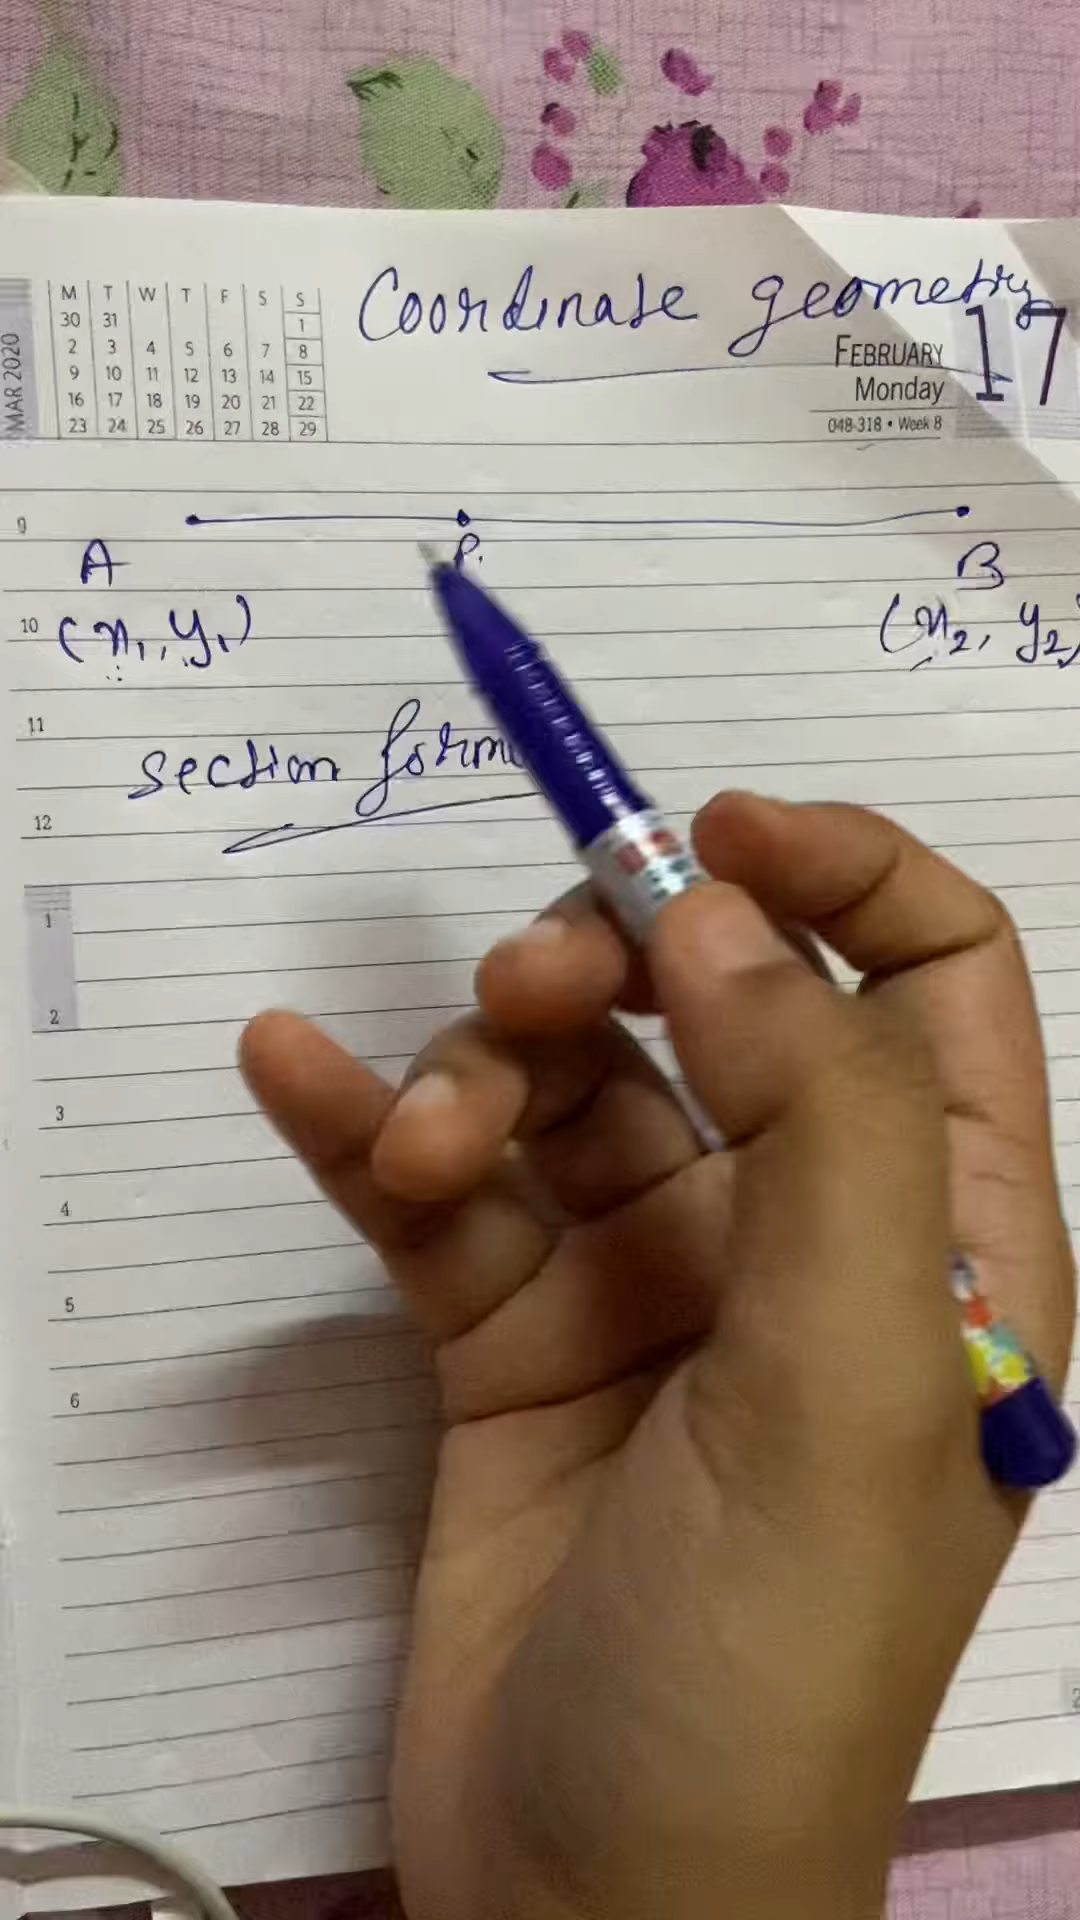 Coordinate geometry
MAR 2020
M T W T F S S
30 31 1
2 3 4 5 6 7 8
9 10 11 12 13 14 15
16 17 18 19 20 21 22
23 24 25 26 27 28 29
FEBRUARY 17
Monday
048-318 • Week 8
9
A P. B
10 (x1, y1) (x2, y2)
11
section form
12
1
2
3
4
5
6